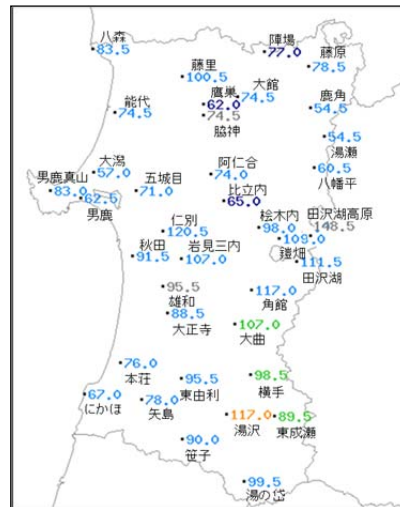 八森
83.5
陣場
77.0
藤原
78.5
藤里
100.5
大館
74.5
鷹巣
62.0
鹿角
54.5
能代
74.5
74.5
脇神
54.5
湯瀬
大潟
57.0
阿仁合
74.0
60.5
八幡平
男鹿真山
83.0
五城目
71.0
62.5
男鹿
比立内
65.0
仁別
120.5
桧木内
98.0
田沢湖高原
148.5
109.0
鎧畑
秋田
91.5
岩見三内
107.0
111.5
田沢湖
95.5
雄和
117.0
角館
88.5
大正寺
107.0
大曲
76.0
本荘
95.5
東由利
98.5
横手
67.0
にかほ
78.0
矢島
117.0
湯沢
89.5
東成瀬
90.0
笹子
99.5
湯の岱